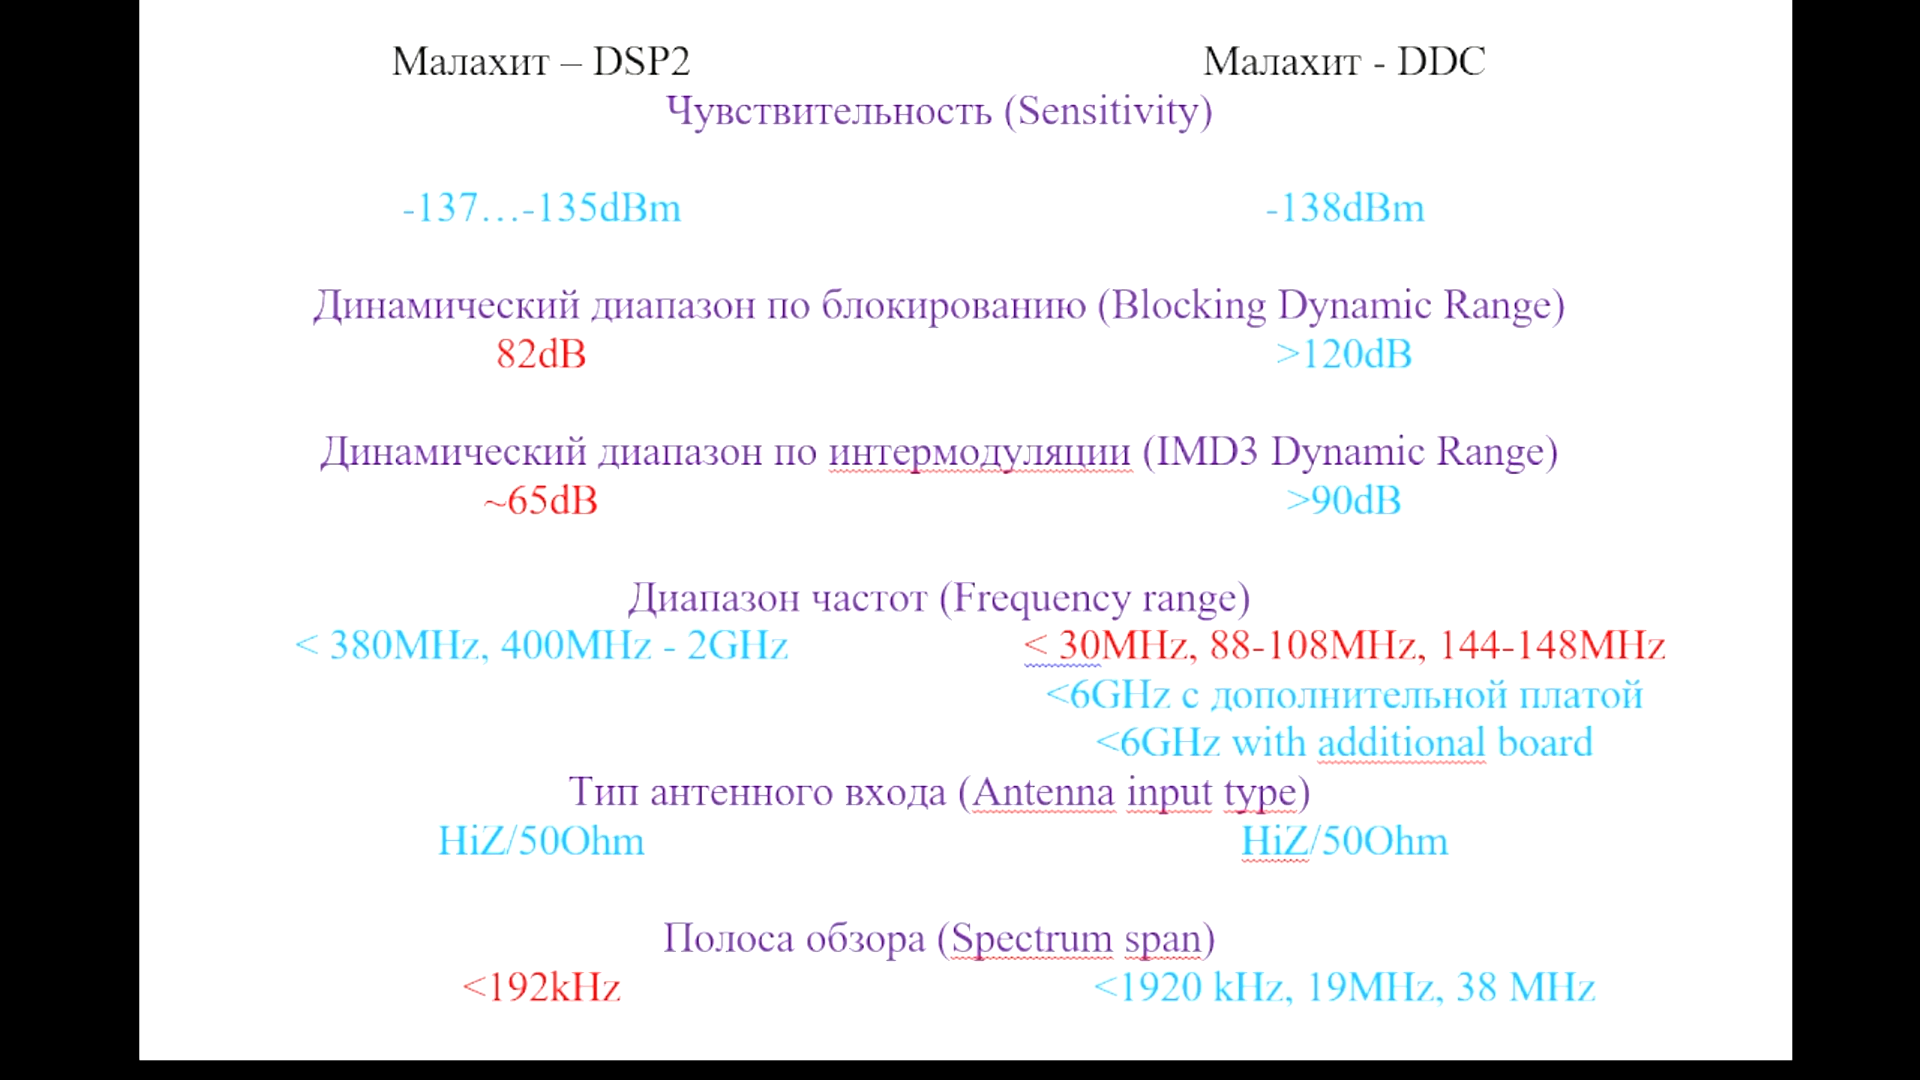 Малахит – DSP2 Малахит - DDC
Чувствительность (Sensitivity)
-137…-135dBm -138dBm
Динамический диапазон по блокированию (Blocking Dynamic Range)
82dB >120dB
Динамический диапазон по интермодуляции (IMD3 Dynamic Range)
~65dB >90dB
Диапазон частот (Frequency range)
< 380MHz, 400MHz - 2GHz < 30MHz, 88-108MHz, 144-148MHz
<6GHz с дополнительной платой
<6GHz with additional board
Тип антенного входа (Antenna input type)
HiZ/50Ohm HiZ/50Ohm
Полоса обзора (Spectrum span)
<192kHz <1920 kHz, 19MHz, 38 MHz